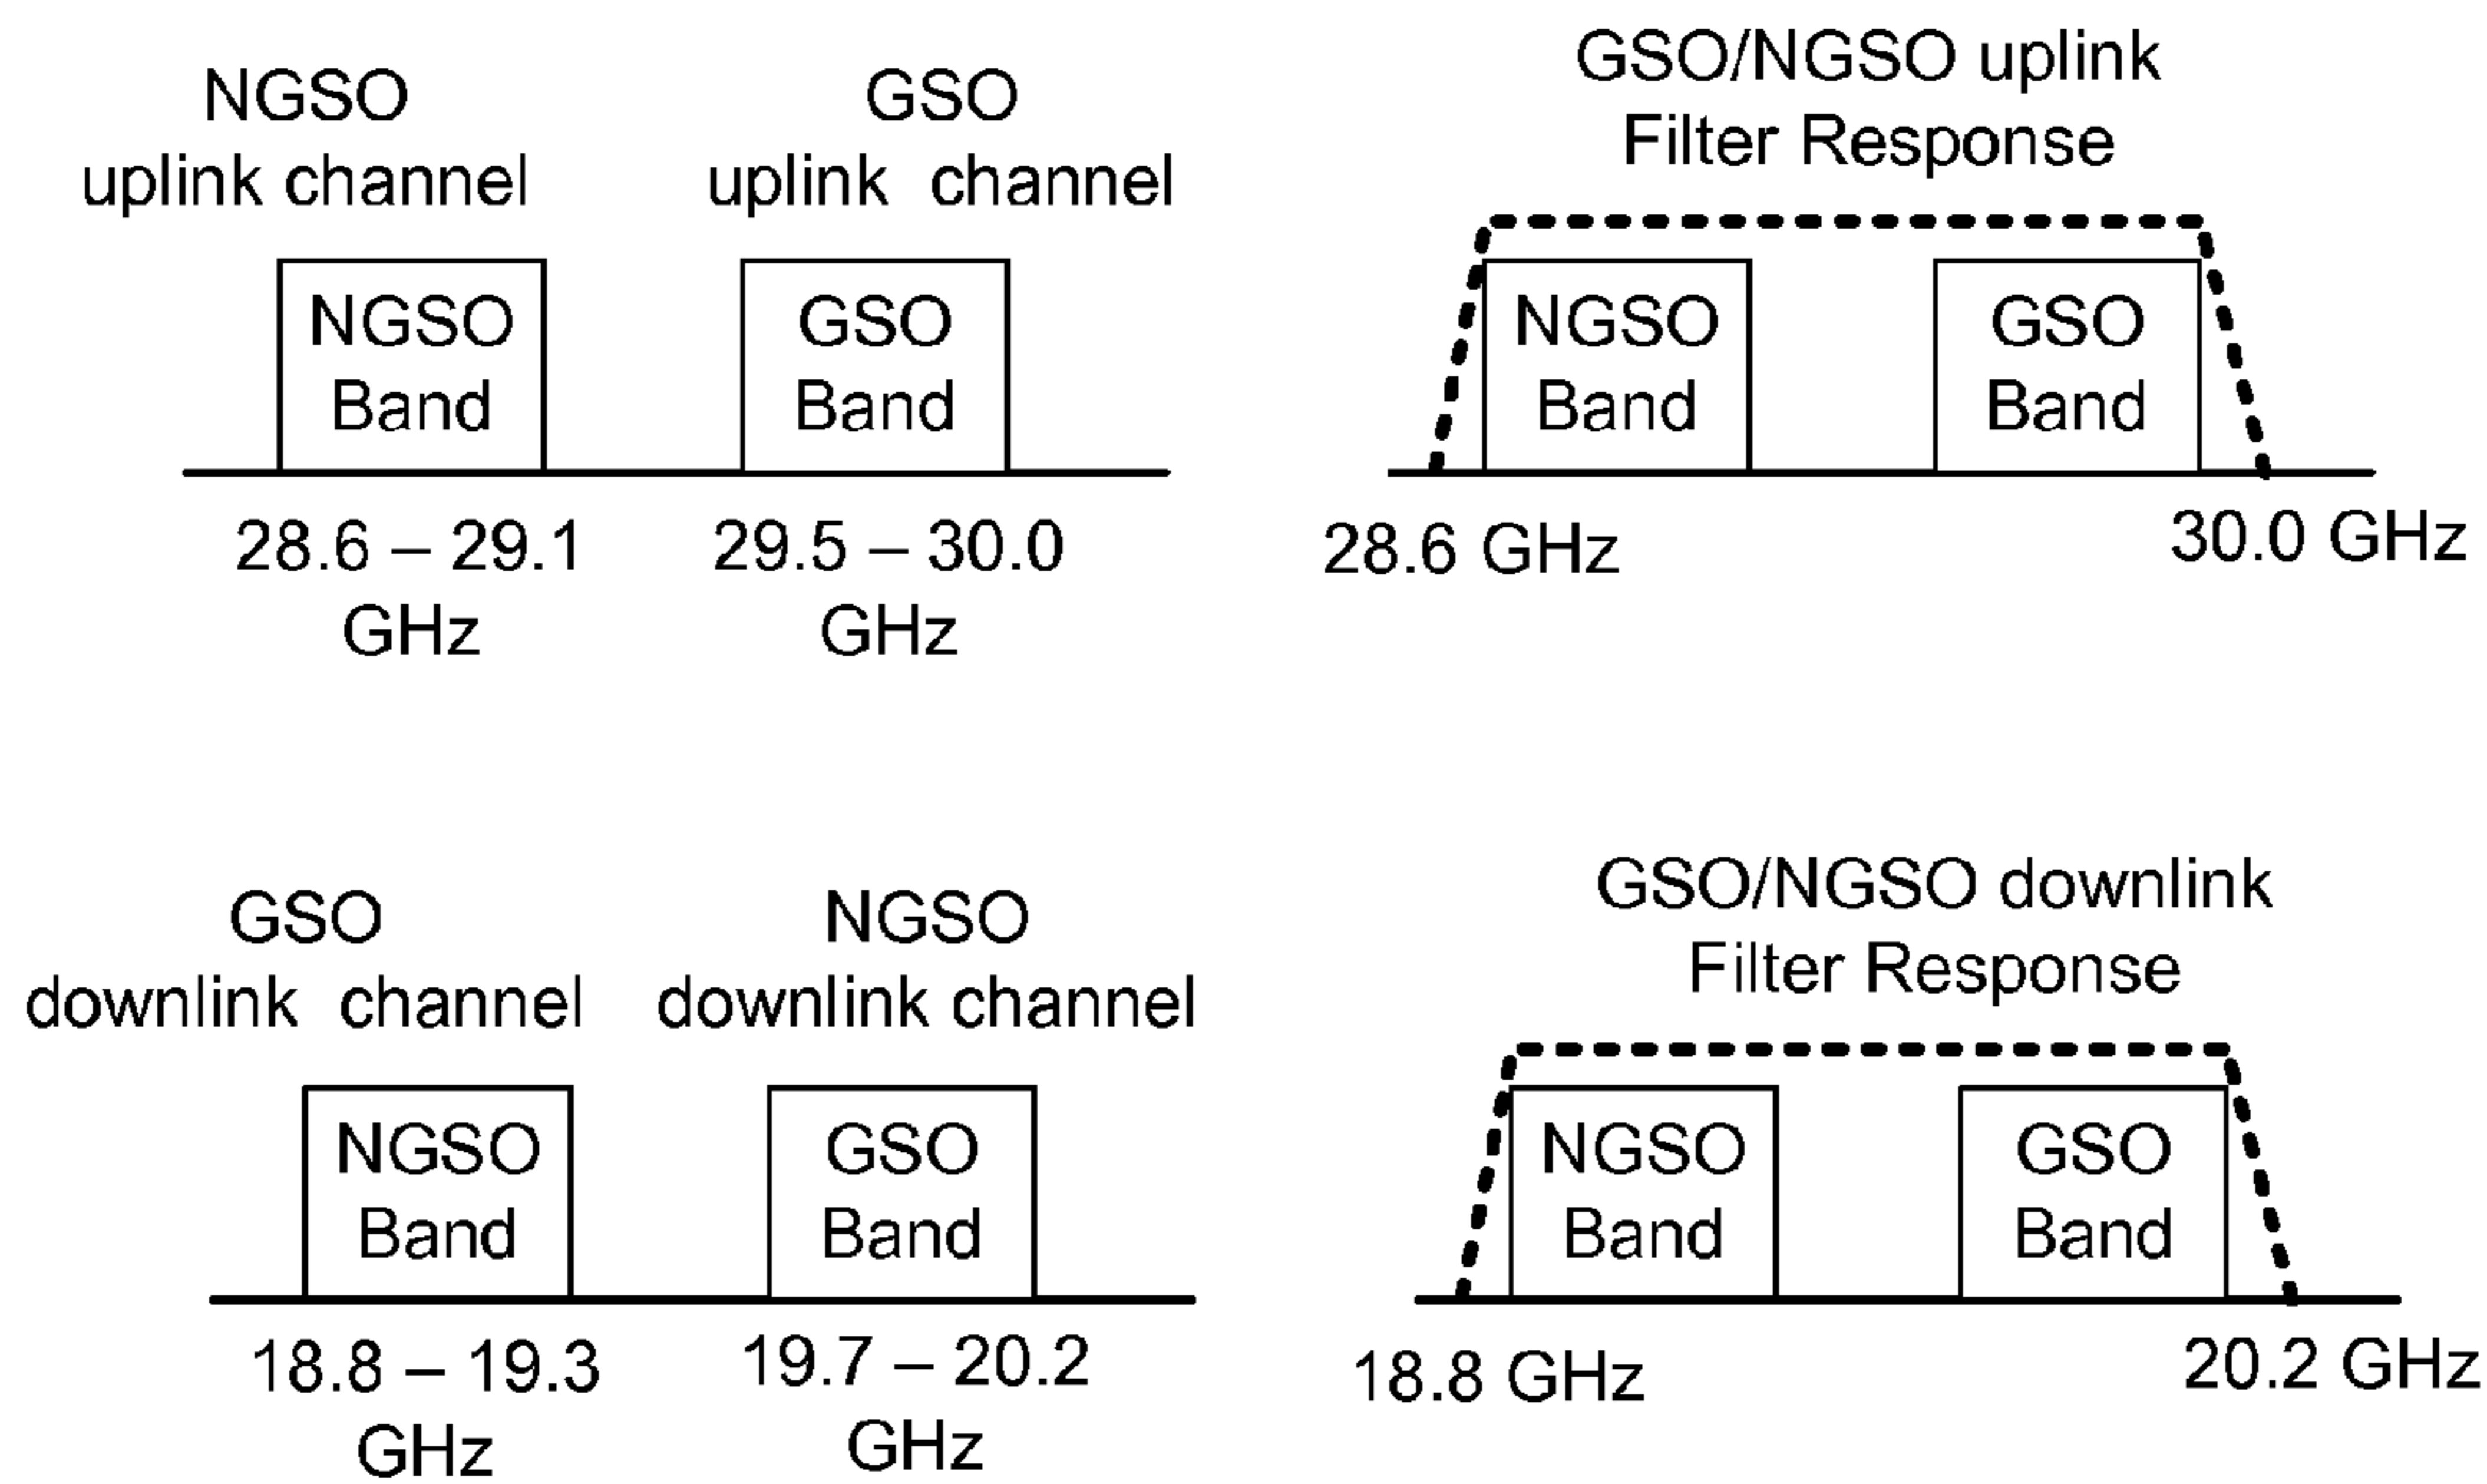 NGSO
uplink channel
GSO
uplink channel
GSO/NGSO uplink
Filter Response
NGSO
Band
GSO
Band
NGSO
Band
GSO
Band
28.6 – 29.1
GHz
29.5 – 30.0
GHz
28.6 GHz
30.0 GHz
GSO
downlink channel
NGSO
downlink channel
GSO/NGSO downlink
Filter Response
NGSO
Band
GSO
Band
NGSO
Band
GSO
Band
18.8 – 19.3
GHz
19.7 – 20.2
GHz
18.8 GHz
20.2 GHz